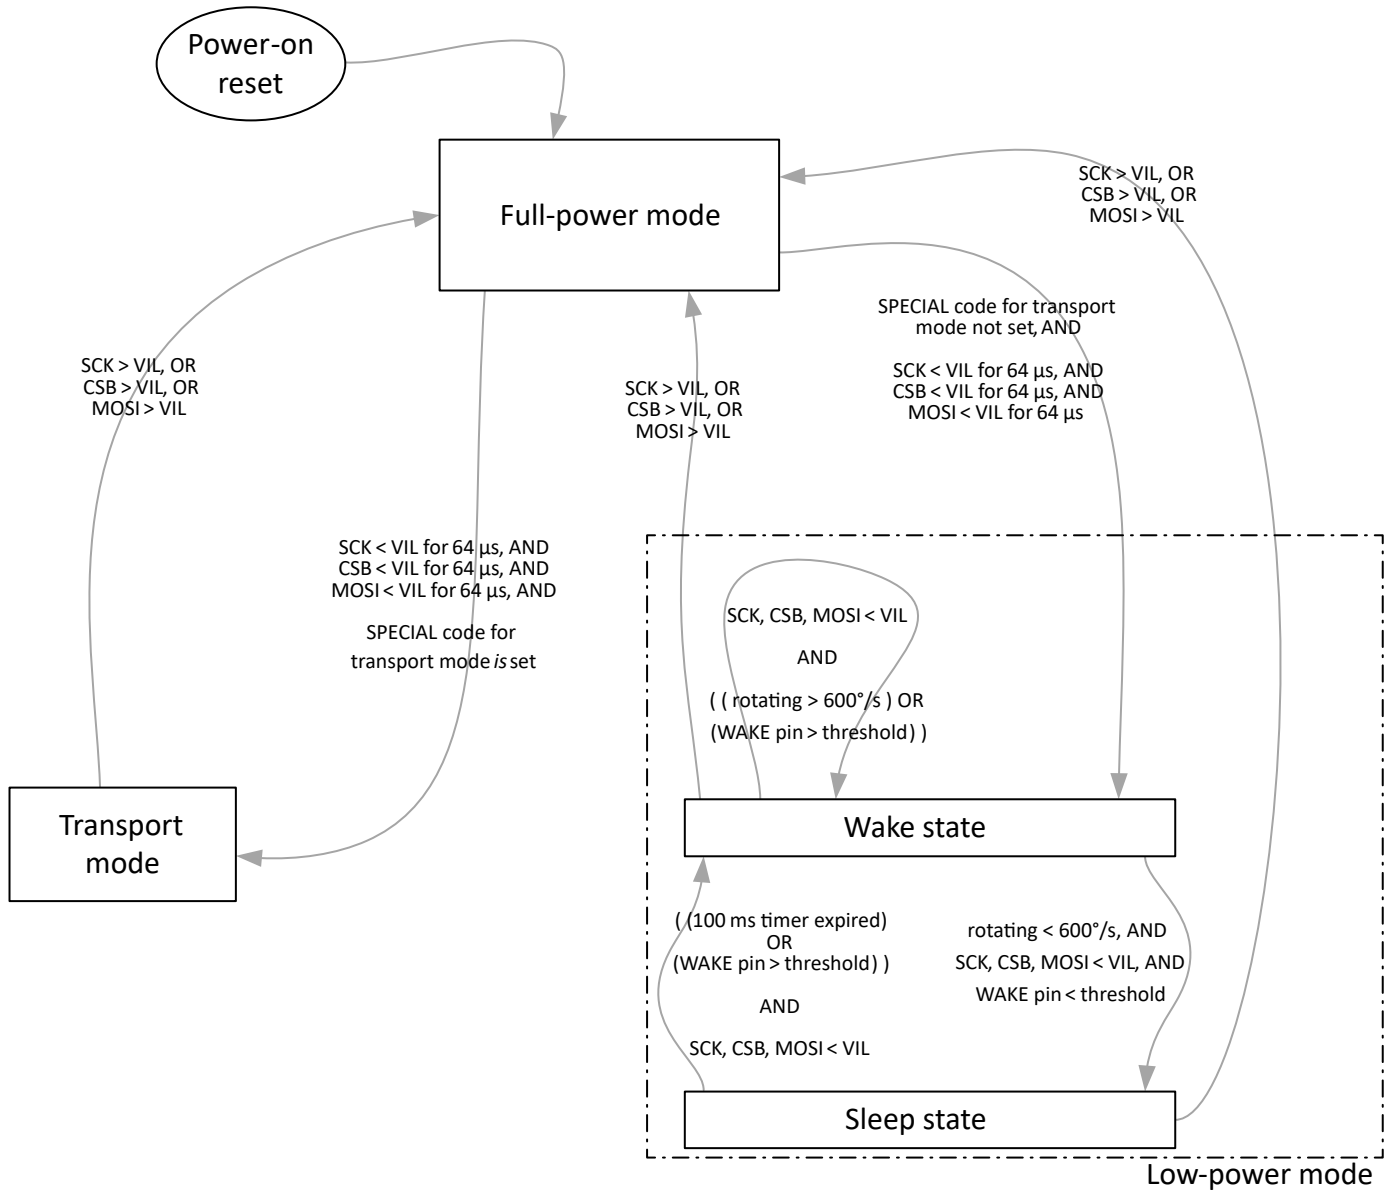 Power-on
reset
Full-power mode
SCK > VIL, OR
CSB > VIL, OR
MOSI > VIL
SPECIAL code for transport
mode not set, AND
SCK < VIL for 64 µs, AND
CSB < VIL for 64 µs, AND
MOSI < VIL for 64 µs
SCK > VIL, OR
CSB > VIL, OR
MOSI > VIL
SCK > VIL, OR
CSB > VIL, OR
MOSI > VIL
SCK < VIL for 64 µs, AND
CSB < VIL for 64 µs, AND
MOSI < VIL for 64 µs, AND
SPECIAL code for
transport mode is set
SCK, CSB, MOSI < VIL
AND
( ( rotating > 600°/s ) OR
(WAKE pin > threshold) )
Transport
mode
Wake state
( (100 ms timer expired)
OR
(WAKE pin > threshold) )
AND
SCK, CSB, MOSI < VIL
rotating < 600°/s, AND
SCK, CSB, MOSI < VIL, AND
WAKE pin < threshold
Sleep state
Low-power mode